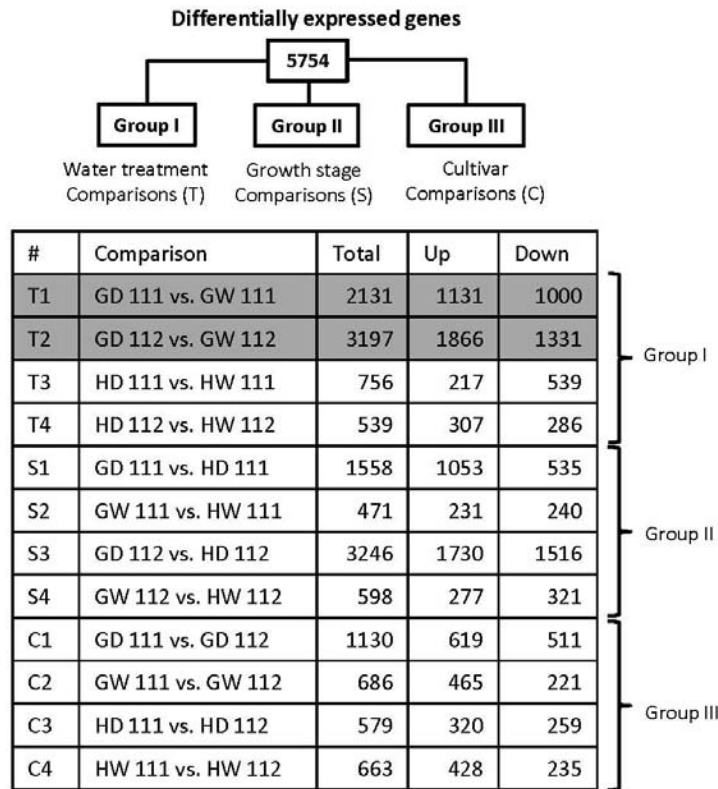 Differentially expressed genes
5754
Group I Group II Group III
Water treatment Growth stage Cultivar
Comparisons (T) Comparisons (S) Comparisons (C)
# Comparison Total Up Down
T1 GD 111 vs. GW 111 2131 1131 1000
T2 GD 112 vs. GW 112 3197 1866 1331
T3 HD 111 vs. HW 111 756 217 539
T4 HD 112 vs. HW 112 539 307 286
Group I
S1 GD 111 vs. HD 111 1558 1053 535
S2 GW 111 vs. HW 111 471 231 240
S3 GD 112 vs. HD 112 3246 1730 1516
S4 GW 112 vs. HW 112 598 277 321
Group II
C1 GD 111 vs. GD 112 1130 619 511
C2 GW 111 vs. GW 112 686 465 221
C3 HD 111 vs. HD 112 579 320 259
C4 HW 111 vs. HW 112 663 428 235
Group III